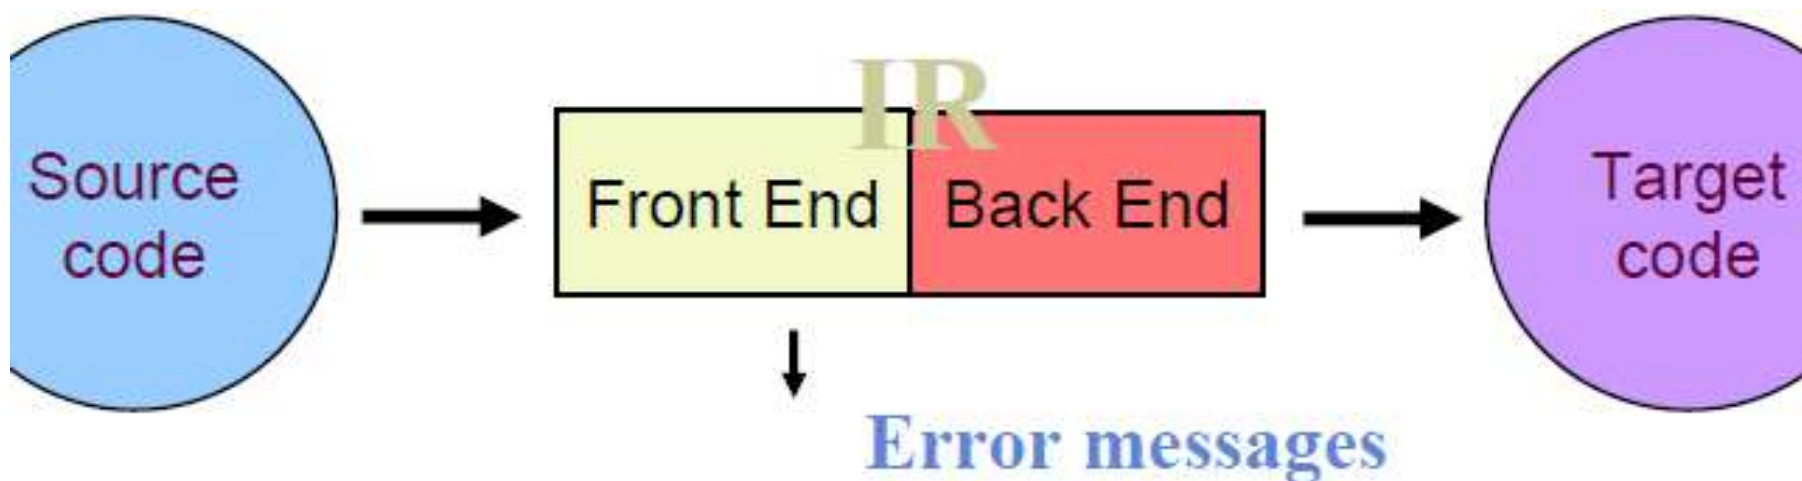 IR
Source
code
Front End
Back End
Target
code
Error messages